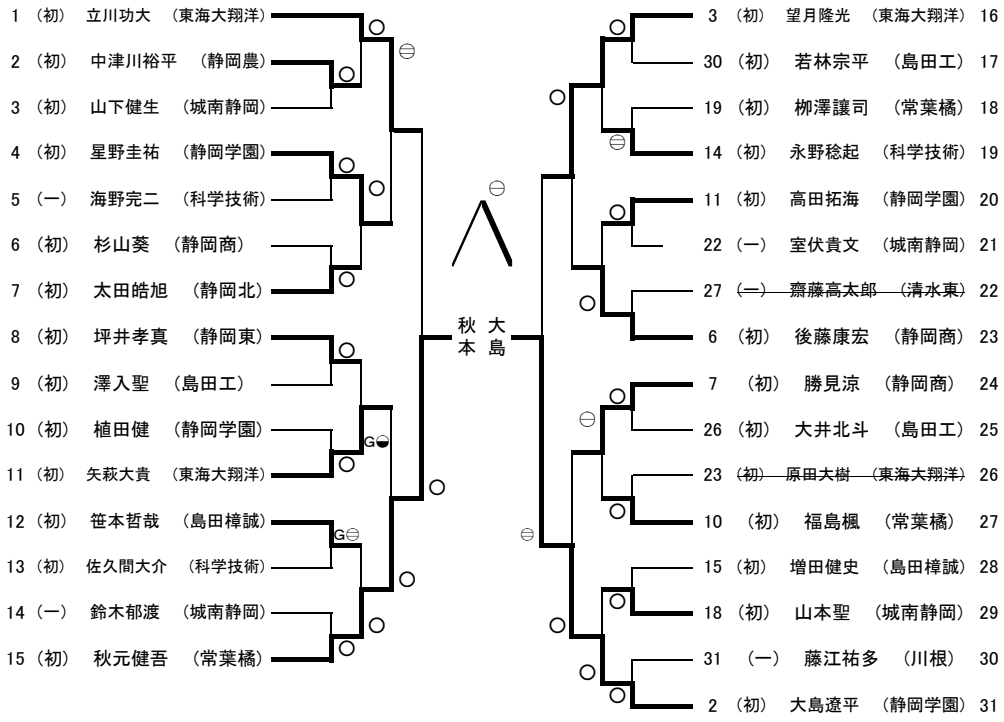 1 (初) 立川功大 (東海大翔洋)
2 (初) 中津川裕平 (静岡農)
3 (初) 山下健生 (城南静岡)
4 (初) 星野圭祐 (静岡学園)
5 (一) 海野完二 (科学技術)
6 (初) 杉山葵 (静岡商)
7 (初) 太田皓旭 (静岡北)
8 (初) 坪井孝真 (静岡東)
9 (初) 澤入聖 (島田工)
10 (初) 植田健 (静岡学園)
G
11 (初) 矢萩大貴 (東海大翔洋)
12 (初) 笹本哲哉 (島田樟誠)
G
13 (初) 佐久間大介 (科学技術)
14 (一) 鈴木郁渡 (城南静岡)
15 (初) 秋元健吾 (常葉橘)
秋本
大島
3 (初) 望月隆光 (東海大翔洋) 16
30 (初) 若林宗平 (島田工) 17
19 (初) 柳澤譲司 (常葉橘) 18
14 (初) 永野稔起 (科学技術) 19
11 (初) 高田拓海 (静岡学園) 20
22 (一) 室伏貴文 (城南静岡) 21
27 (一) 齋藤高太郎 (清水東) 22
6 (初) 後藤康宏 (静岡商) 23
7 (初) 勝見涼 (静岡商) 24
26 (初) 大井北斗 (島田工) 25
23 (初) 原田大樹 (東海大翔洋) 26
10 (初) 福島楓 (常葉橘) 27
15 (初) 増田健史 (島田樟誠) 28
18 (初) 山本聖 (城南静岡) 29
31 (一) 藤江祐多 (川根) 30
2 (初) 大島遼平 (静岡学園) 31